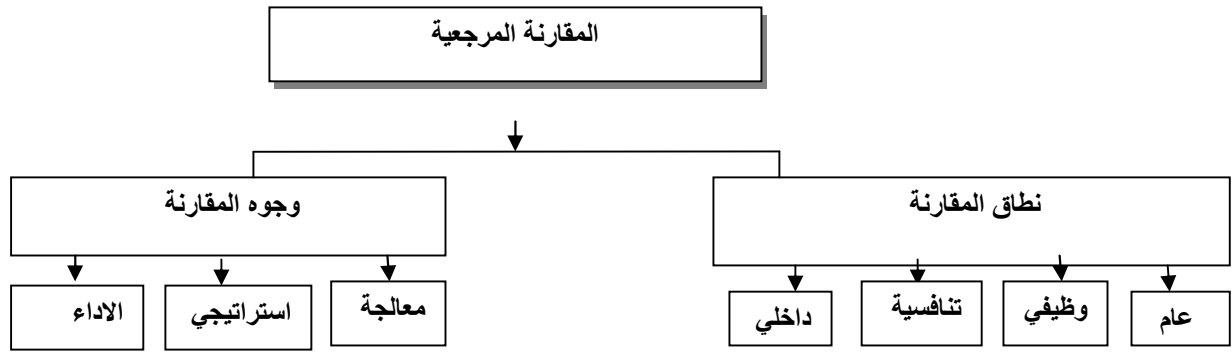 المقارنة المرجعية
نطاق المقارنة
وجوه المقارنة
عام
وظيفي
تنافسية
داخلي
معالجة
استراتيجي
الاداء